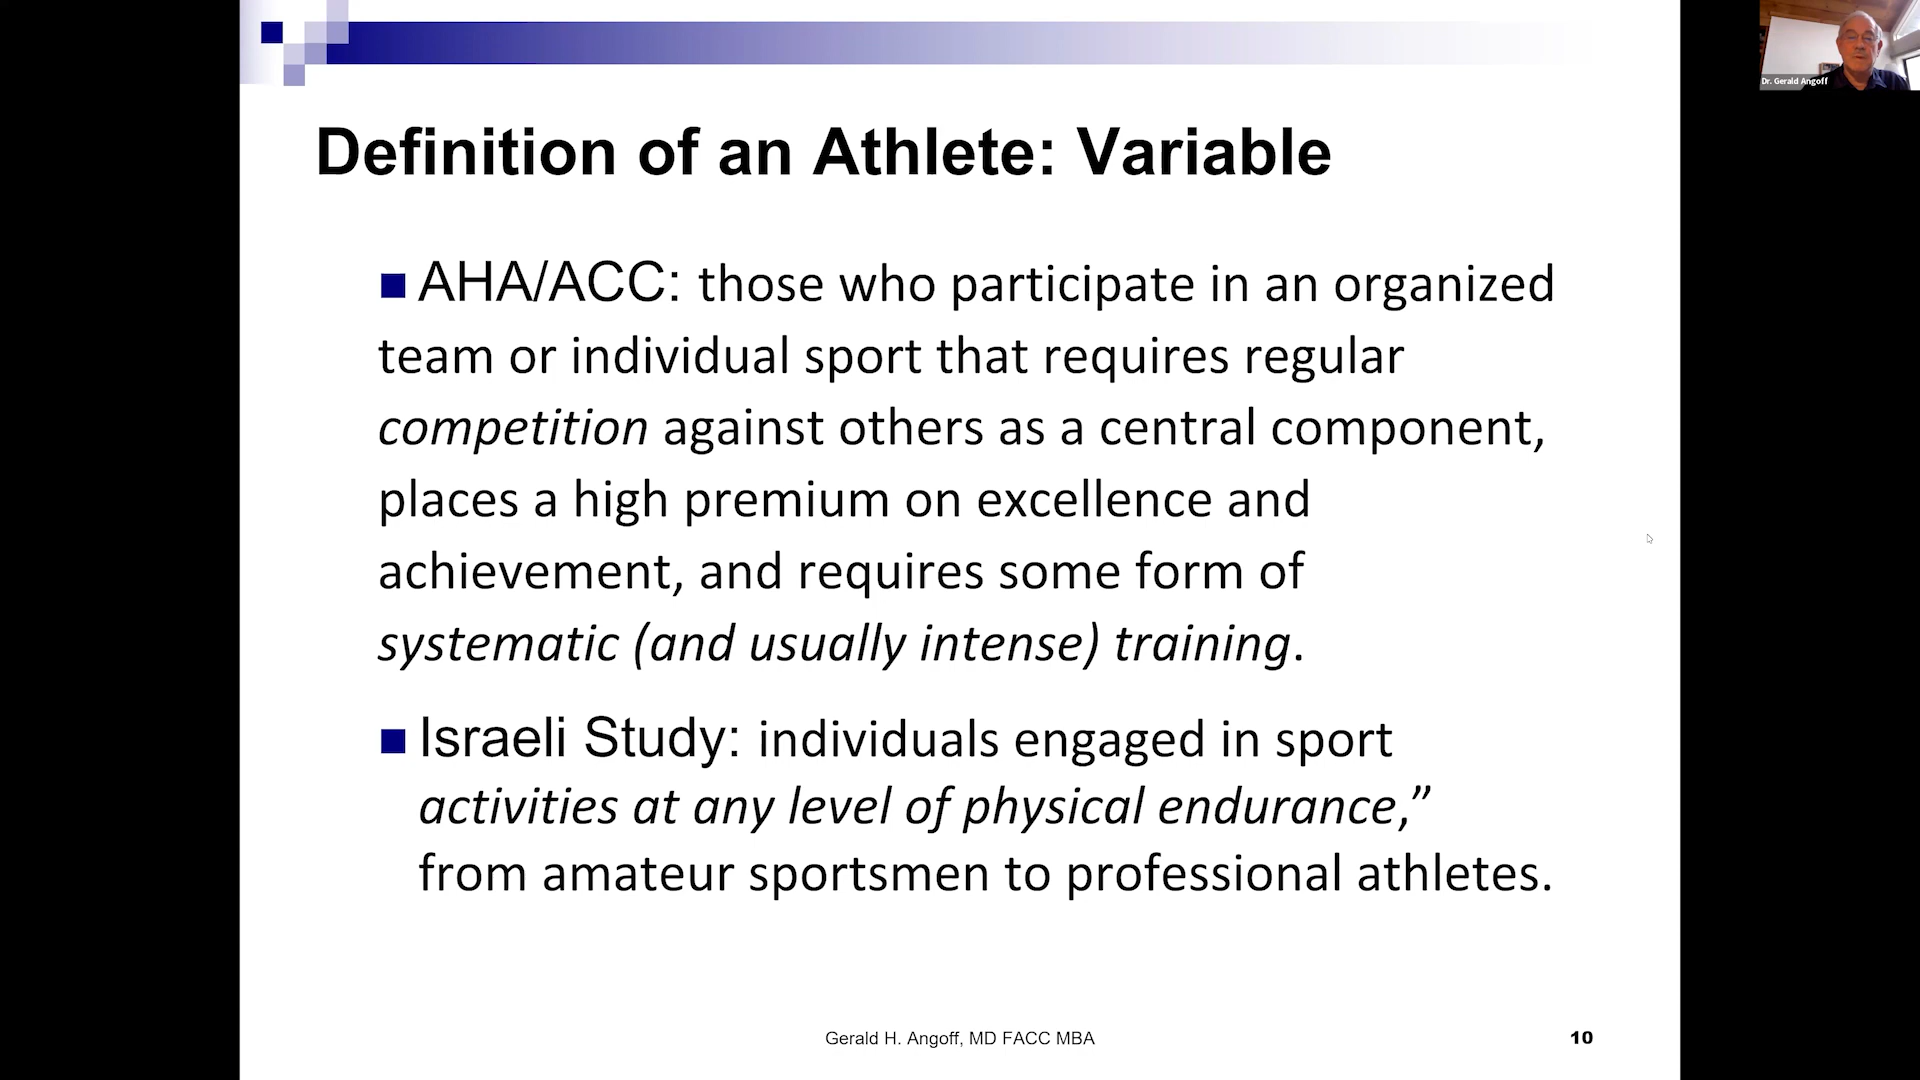 Dr. Gerald Angoff
Definition of an Athlete: Variable
AHA/ACC: those who participate in an organized
team or individual sport that requires regular
competition against others as a central component,
places a high premium on excellence and
achievement, and requires some form of
systematic (and usually intense) training.
Israeli Study: individuals engaged in sport
activities at any level of physical endurance,”
from amateur sportsmen to professional athletes.
Gerald H. Angoff, MD FACC MBA
10